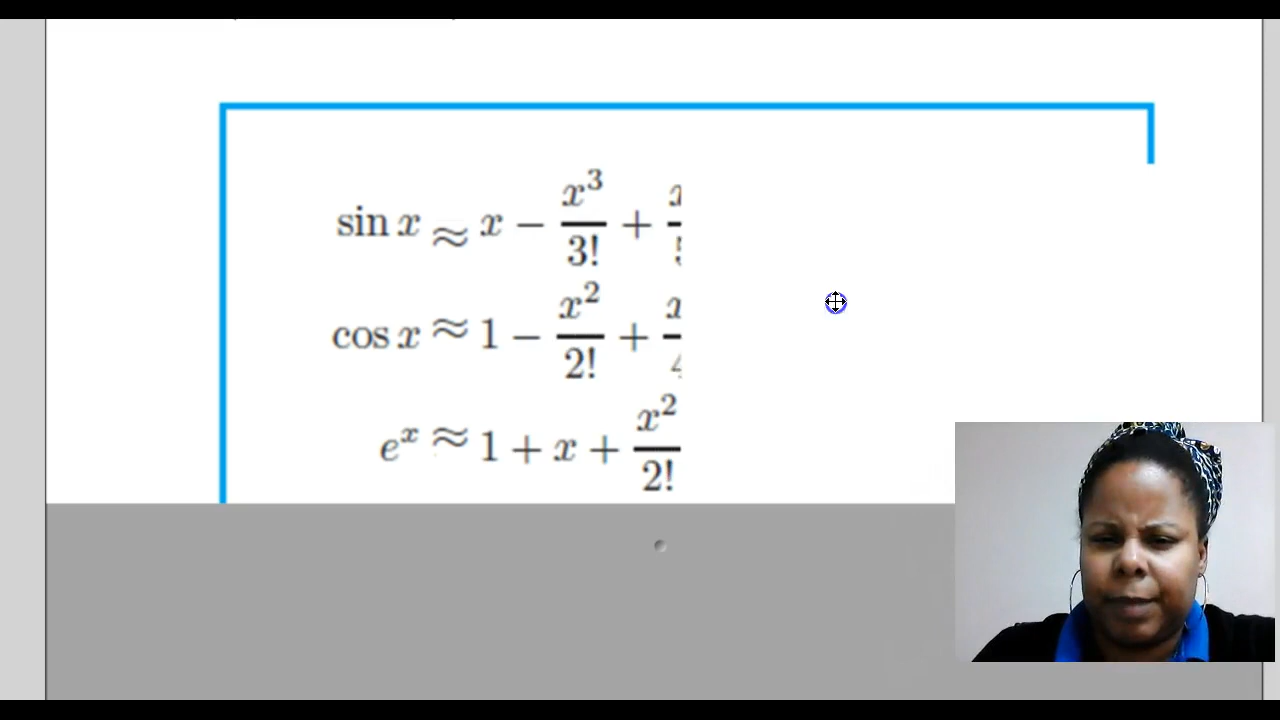 sin x ≈ x − x³/3! +
cos x ≈ 1 − x²/2! +
eˣ ≈ 1 + x + x²/2!